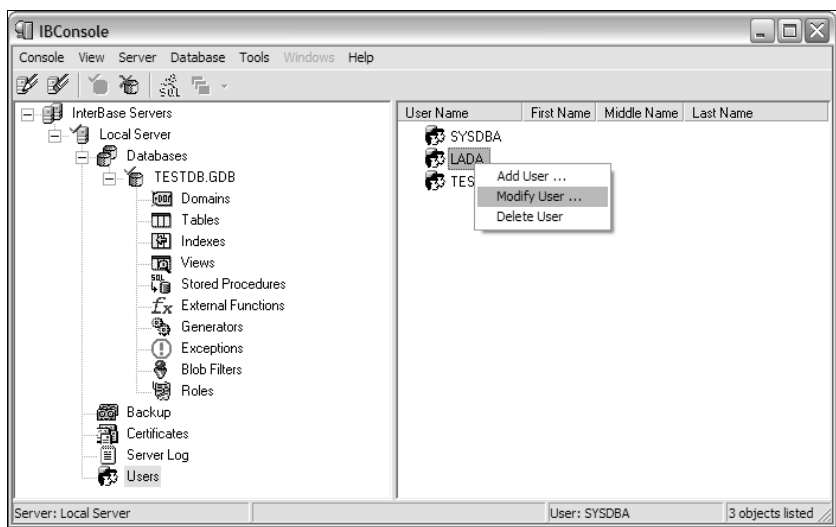 IBConsole
Console View Server Database Tools Windows Help
SQL
InterBase Servers
Local Server
Databases
TESTDB.GDB
Domains
Tables
Indexes
Views
SQL Stored Procedures
fx External Functions
Generators
Exceptions
Blob Filters
Roles
Backup
Certificates
Server Log
Users
User Name First Name Middle Name Last Name
SYSDBA
LADA
TES
Add User ...
Modify User ...
Delete User
Server: Local Server User: SYSDBA 3 objects listed